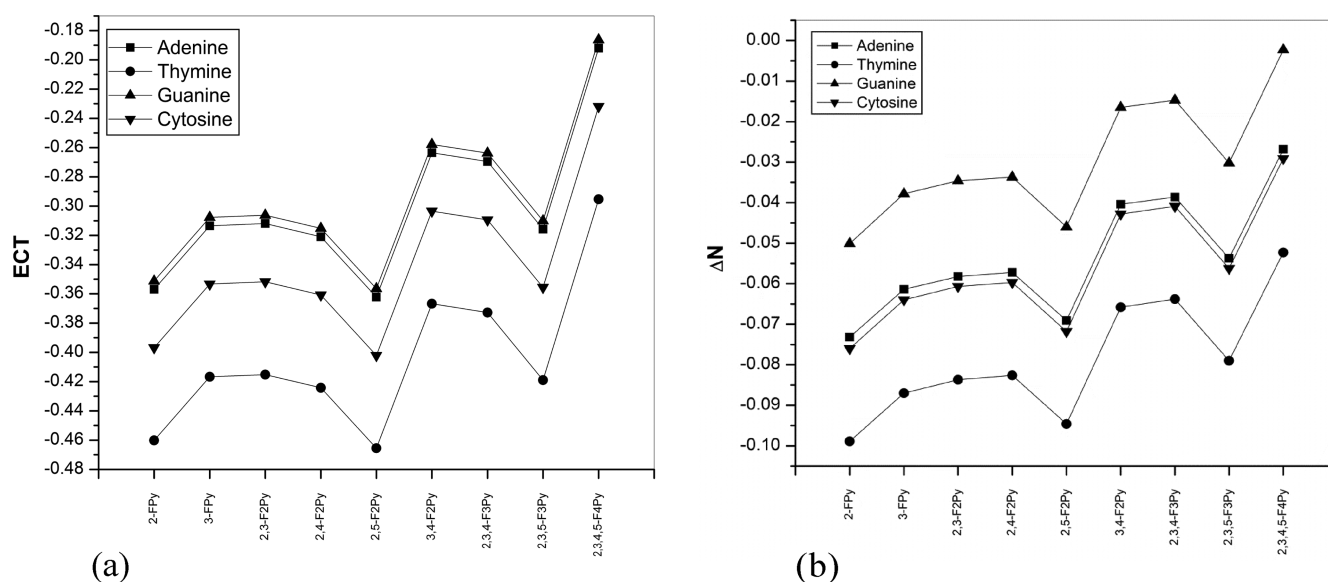 -0.18
-0.20
-0.22
-0.24
-0.26
-0.28
-0.30
-0.32
-0.34
-0.36
-0.38
-0.40
-0.42
-0.44
-0.46
-0.48
ECT
Adenine
Thymine
Guanine
Cytosine
2-FPy
3-FPy
2,3-F2Py
2,4-F2Py
2,5-F2Py
3,4-F2Py
2,3,4-F3Py
2,3,5-F3Py
2,3,4,5-F4Py
(a)
0.00
-0.01
-0.02
-0.03
-0.04
-0.05
-0.06
-0.07
-0.08
-0.09
-0.10
ΔN
Adenine
Thymine
Guanine
Cytosine
2-FPy
3-FPy
2,3-F2Py
2,4-F2Py
2,5-F2Py
3,4-F2Py
2,3,4-F3Py
2,3,5-F3Py
2,3,4,5-F4Py
(b)